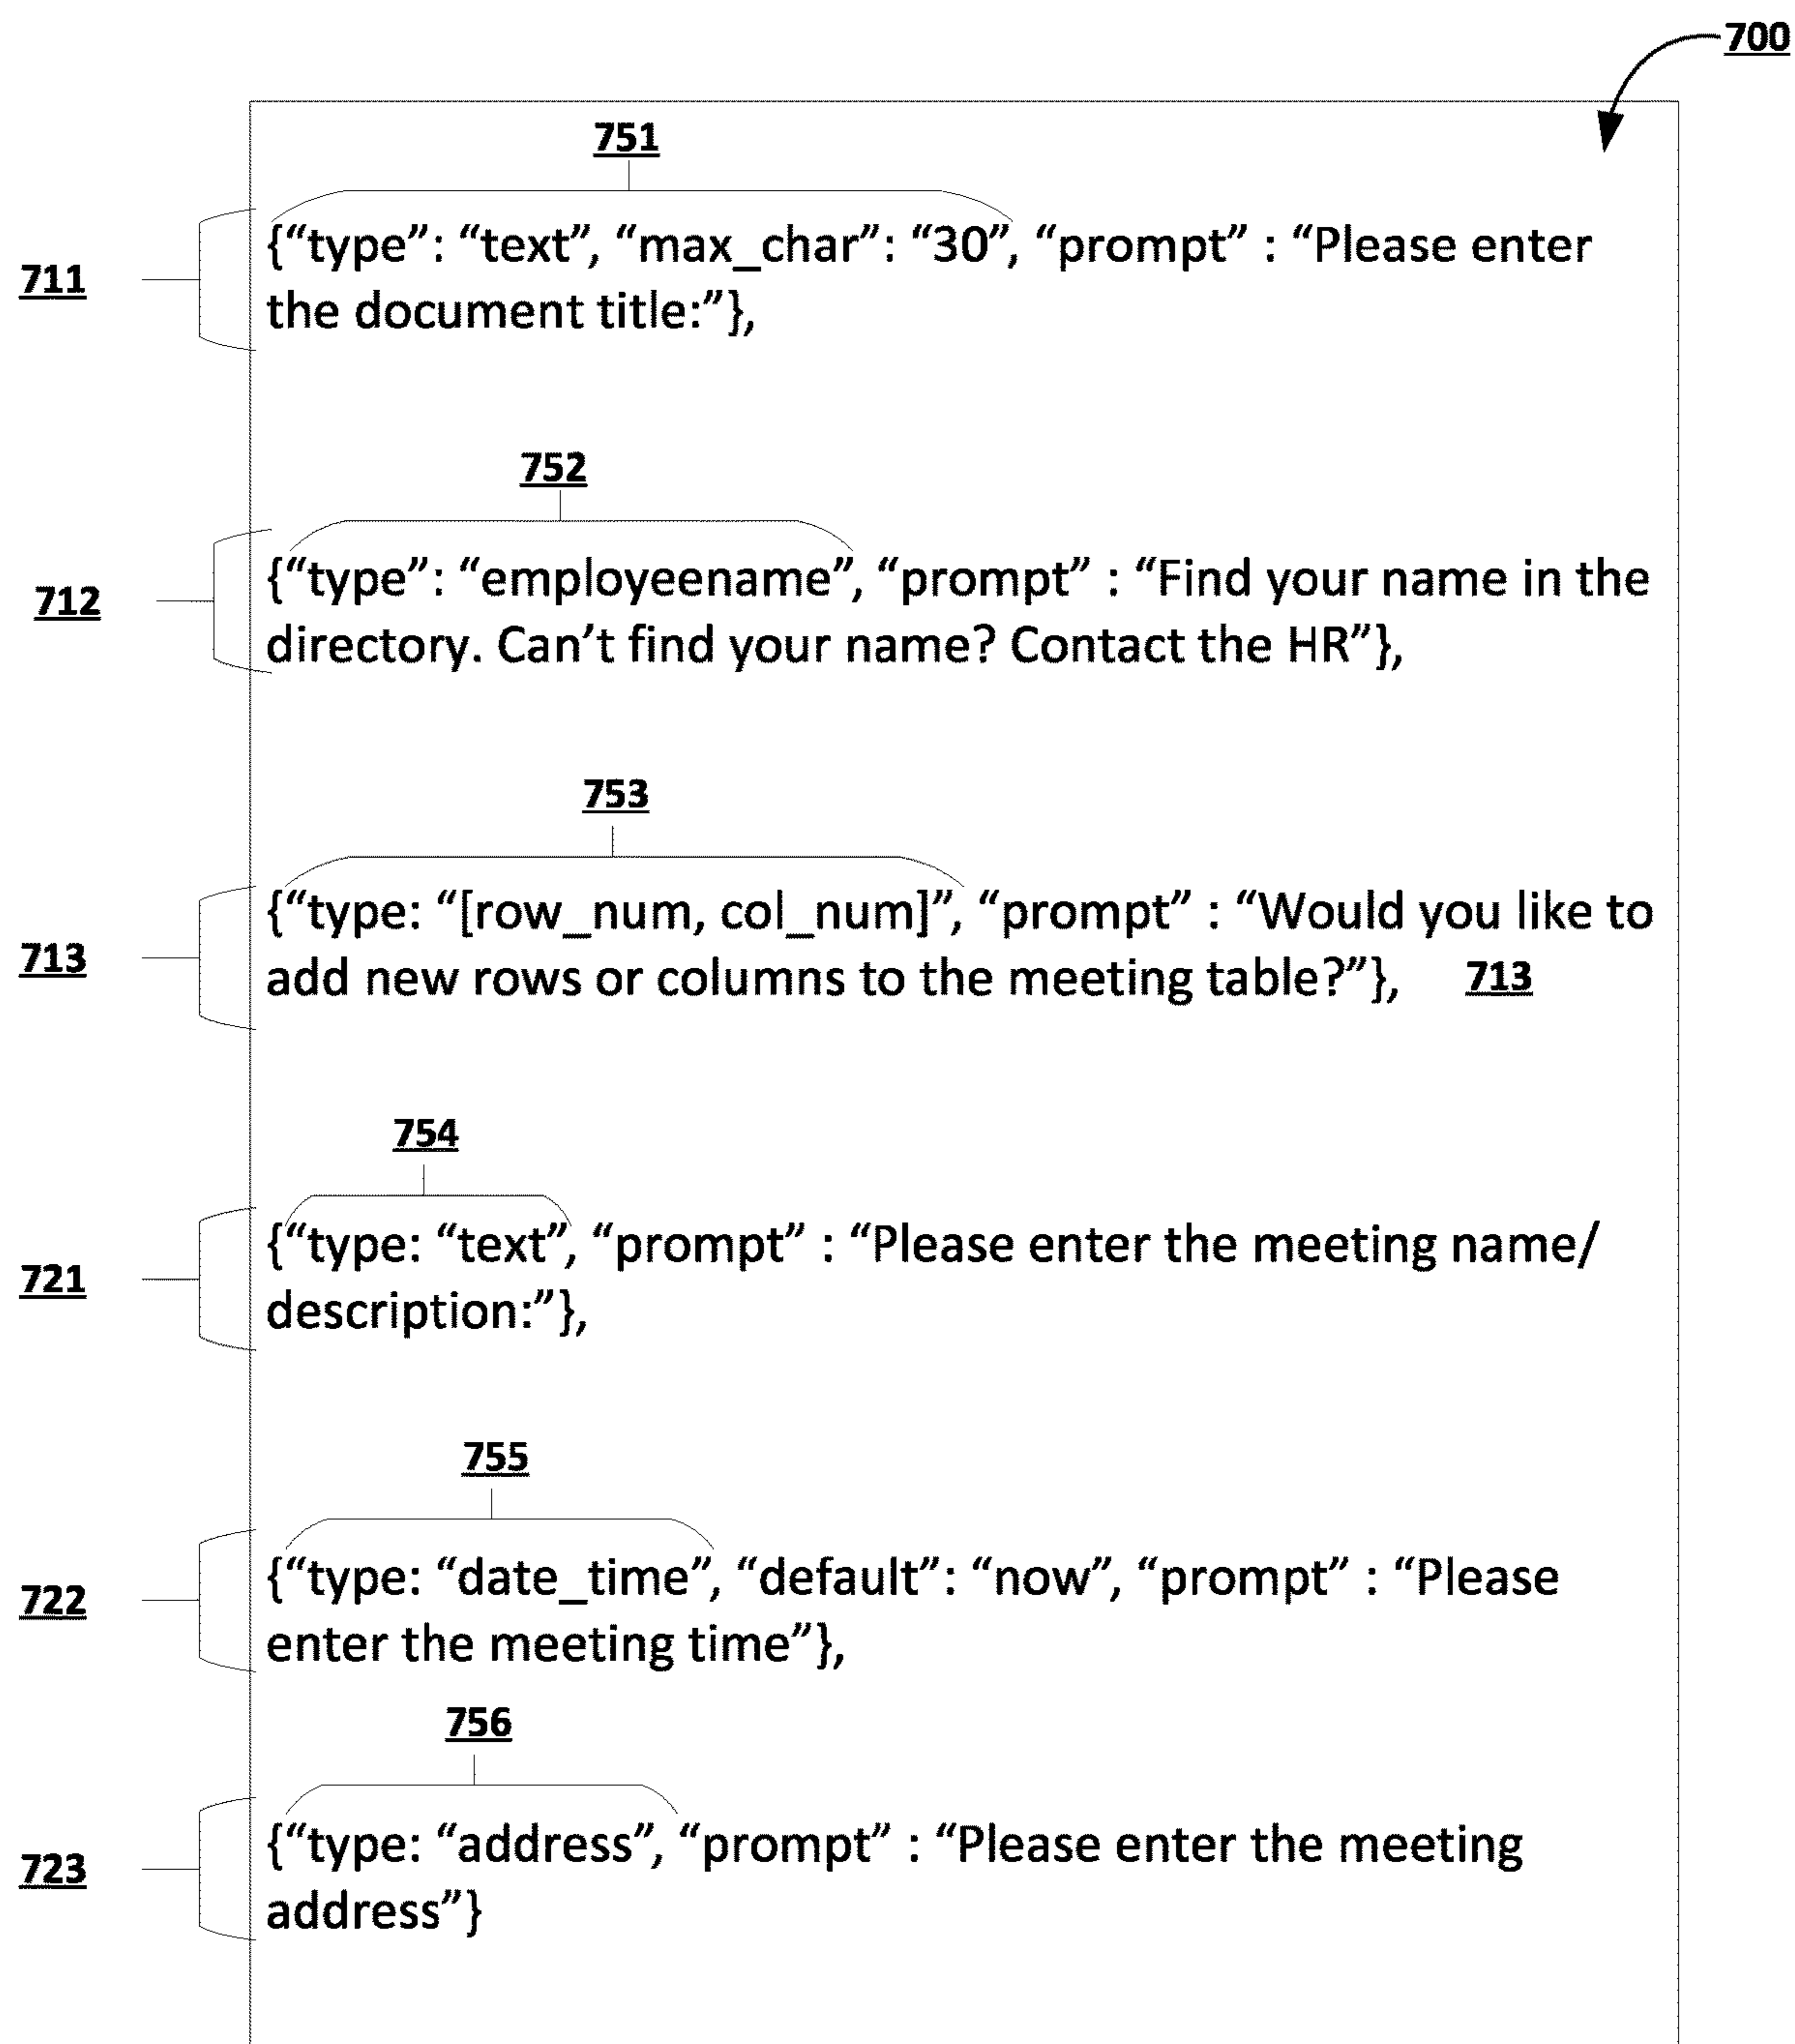 700
751
711
{“type”: “text”, “max_char”: “30”, “prompt” : “Please enter
the document title:”},
752
712
{“type”: “employeename”, “prompt” : “Find your name in the
directory. Can’t find your name? Contact the HR”},
753
713
{“type: “[row_num, col_num]”, “prompt” : “Would you like to
add new rows or columns to the meeting table?”}, 713
754
721
{“type: “text”, “prompt” : “Please enter the meeting name/
description:”},
755
722
{“type: “date_time”, “default”: “now”, “prompt” : “Please
enter the meeting time”},
756
723
{“type: “address”, “prompt” : “Please enter the meeting
address”}